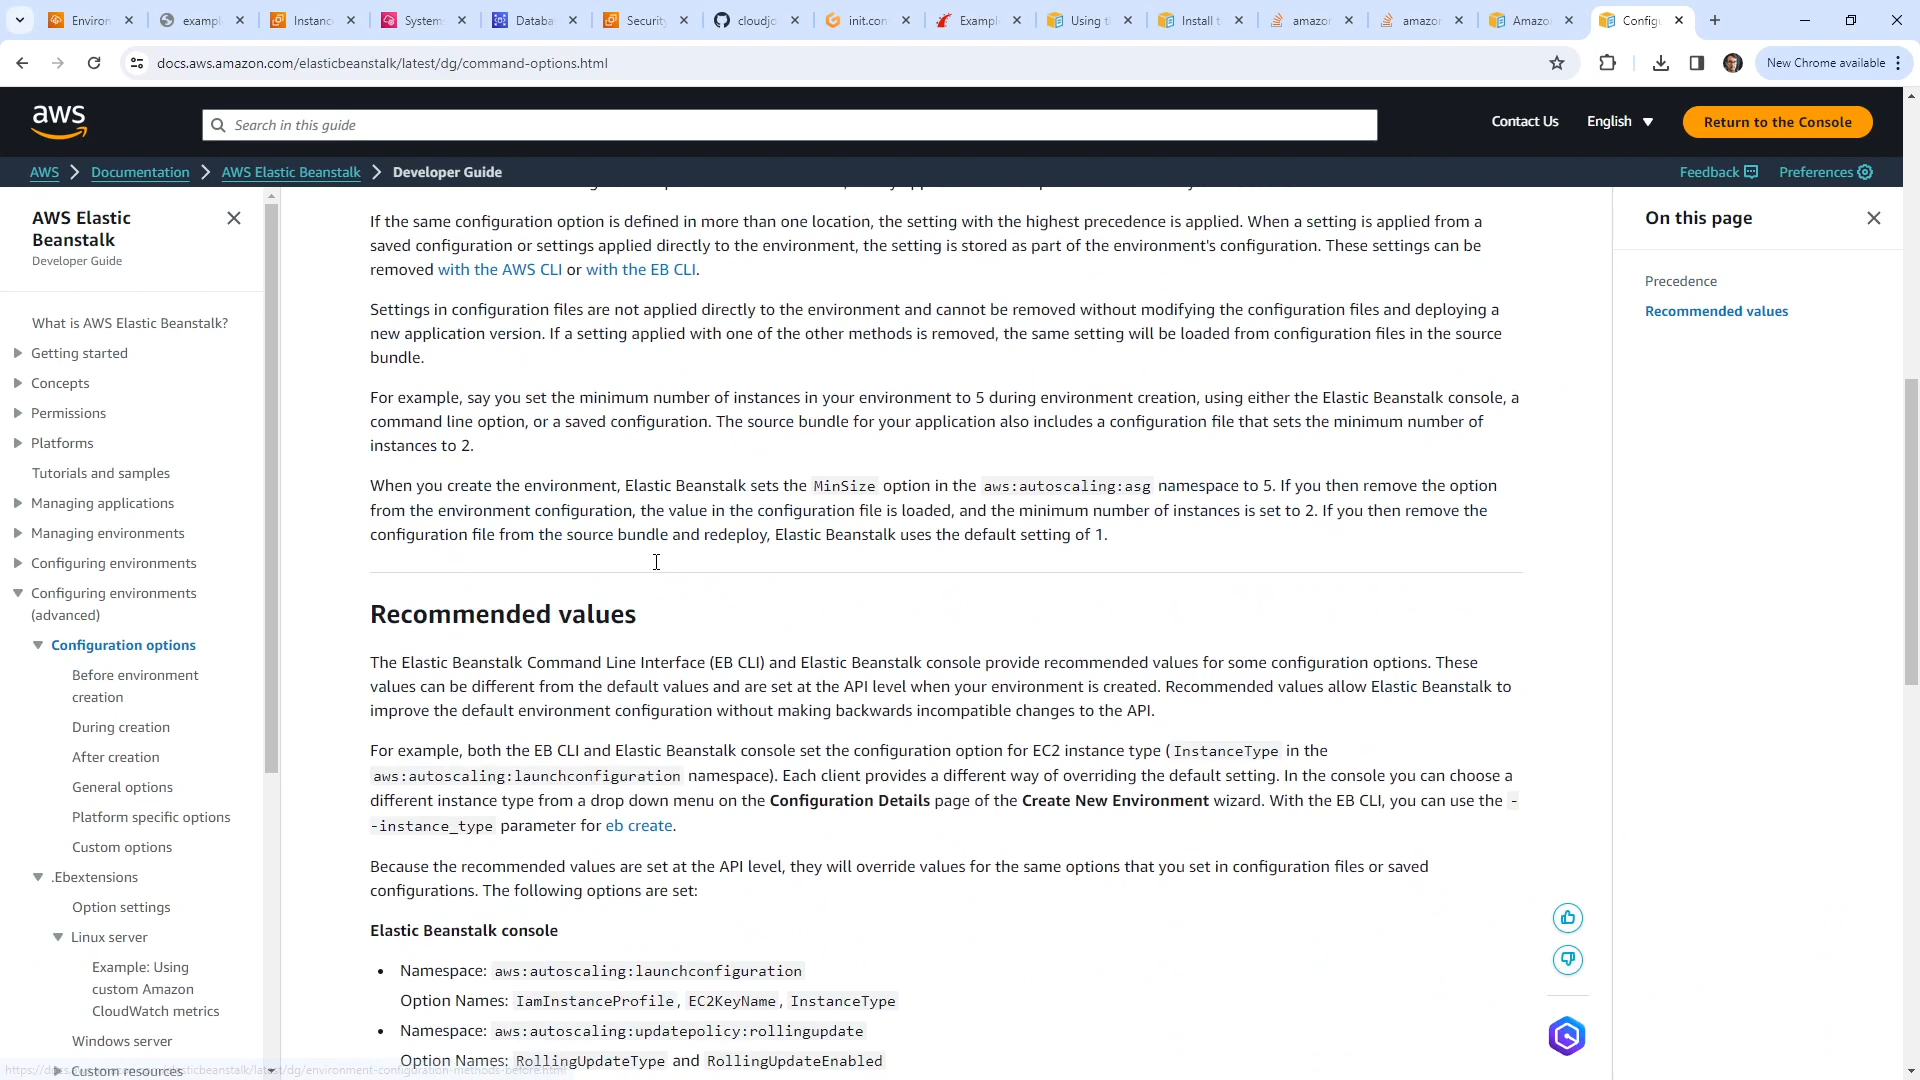 Environ
exampl
Instanc
System
Databa
Security
cloudjo
init.con
Exampl
Using t
Install t
amazon
amazon
Amazo
Configu
docs.aws.amazon.com/elasticbeanstalk/latest/dg/command-options.html
New Chrome available
aws
Search in this guide
Contact Us
English
Return to the Console
AWS > Documentation > AWS Elastic Beanstalk > Developer Guide
Feedback
Preferences
AWS Elastic
Beanstalk
Developer Guide
What is AWS Elastic Beanstalk?
Getting started
Concepts
Permissions
Platforms
Tutorials and samples
Managing applications
Managing environments
Configuring environments
Configuring environments
(advanced)
Configuration options
Before environment
creation
During creation
After creation
General options
Platform specific options
Custom options
.Ebextensions
Option settings
Linux server
Example: Using
custom Amazon
CloudWatch metrics
Windows server
Custom resources
If the same configuration option is defined in more than one location, the setting with the highest precedence is applied. When a setting is applied from a
saved configuration or settings applied directly to the environment, the setting is stored as part of the environment's configuration. These settings can be
removed with the AWS CLI or with the EB CLI.
Settings in configuration files are not applied directly to the environment and cannot be removed without modifying the configuration files and deploying a
new application version. If a setting applied with one of the other methods is removed, the same setting will be loaded from configuration files in the source
bundle.
For example, say you set the minimum number of instances in your environment to 5 during environment creation, using either the Elastic Beanstalk console, a
command line option, or a saved configuration. The source bundle for your application also includes a configuration file that sets the minimum number of
instances to 2.
When you create the environment, Elastic Beanstalk sets the MinSize option in the aws:autoscaling:asg namespace to 5. If you then remove the option
from the environment configuration, the value in the configuration file is loaded, and the minimum number of instances is set to 2. If you then remove the
configuration file from the source bundle and redeploy, Elastic Beanstalk uses the default setting of 1.
Recommended values
The Elastic Beanstalk Command Line Interface (EB CLI) and Elastic Beanstalk console provide recommended values for some configuration options. These
values can be different from the default values and are set at the API level when your environment is created. Recommended values allow Elastic Beanstalk to
improve the default environment configuration without making backwards incompatible changes to the API.
For example, both the EB CLI and Elastic Beanstalk console set the configuration option for EC2 instance type (InstanceType in the
aws:autoscaling:launchconfiguration namespace). Each client provides a different way of overriding the default setting. In the console you can choose a
different instance type from a drop down menu on the Configuration Details page of the Create New Environment wizard. With the EB CLI, you can use the -
-instance_type parameter for eb create.
Because the recommended values are set at the API level, they will override values for the same options that you set in configuration files or saved
configurations. The following options are set:
Elastic Beanstalk console
• Namespace: aws:autoscaling:launchconfiguration
Option Names: IamInstanceProfile, EC2KeyName, InstanceType
• Namespace: aws:autoscaling:updatepolicy:rollingupdate
Option Names: RollingUpdateType and RollingUpdateEnabled
On this page
Precedence
Recommended values